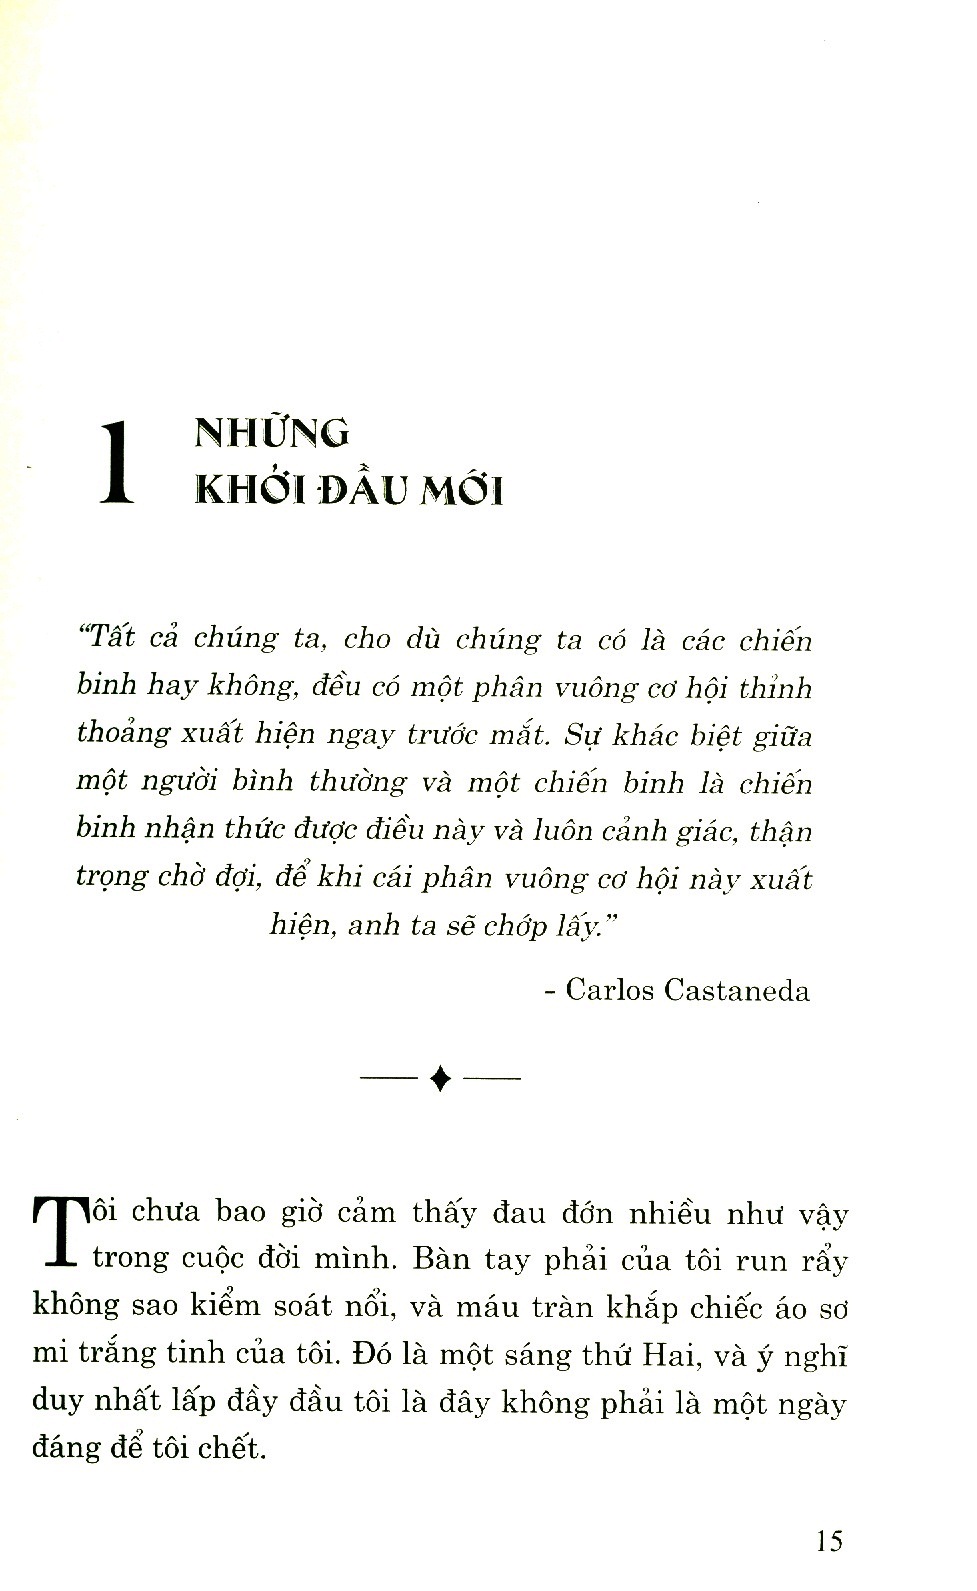 1
NHỮNG
KHỞI ĐẦU MỚI
“Tất cả chúng ta, cho dù chúng ta có là các chiến
binh hay không, đều có một phân vuông cơ hội thỉnh
thoảng xuất hiện ngay trước mắt. Sự khác biệt giữa
một người bình thường và một chiến binh là chiến
binh nhận thức được điều này và luôn cảnh giác, thận
trọng chờ đợi, để khi cái phân vuông cơ hội này xuất
hiện, anh ta sẽ chớp lấy.”
- Carlos Castaneda
Tôi chưa bao giờ cảm thấy đau đớn nhiều như vậy
trong cuộc đời mình. Bàn tay phải của tôi run rẩy
không sao kiểm soát nổi, và máu tràn khắp chiếc áo sơ
mi trắng tinh của tôi. Đó là một sáng thứ Hai, và ý nghĩ
duy nhất lấp đầy đầu tôi là đây không phải là một ngày
đáng để tôi chết.
15